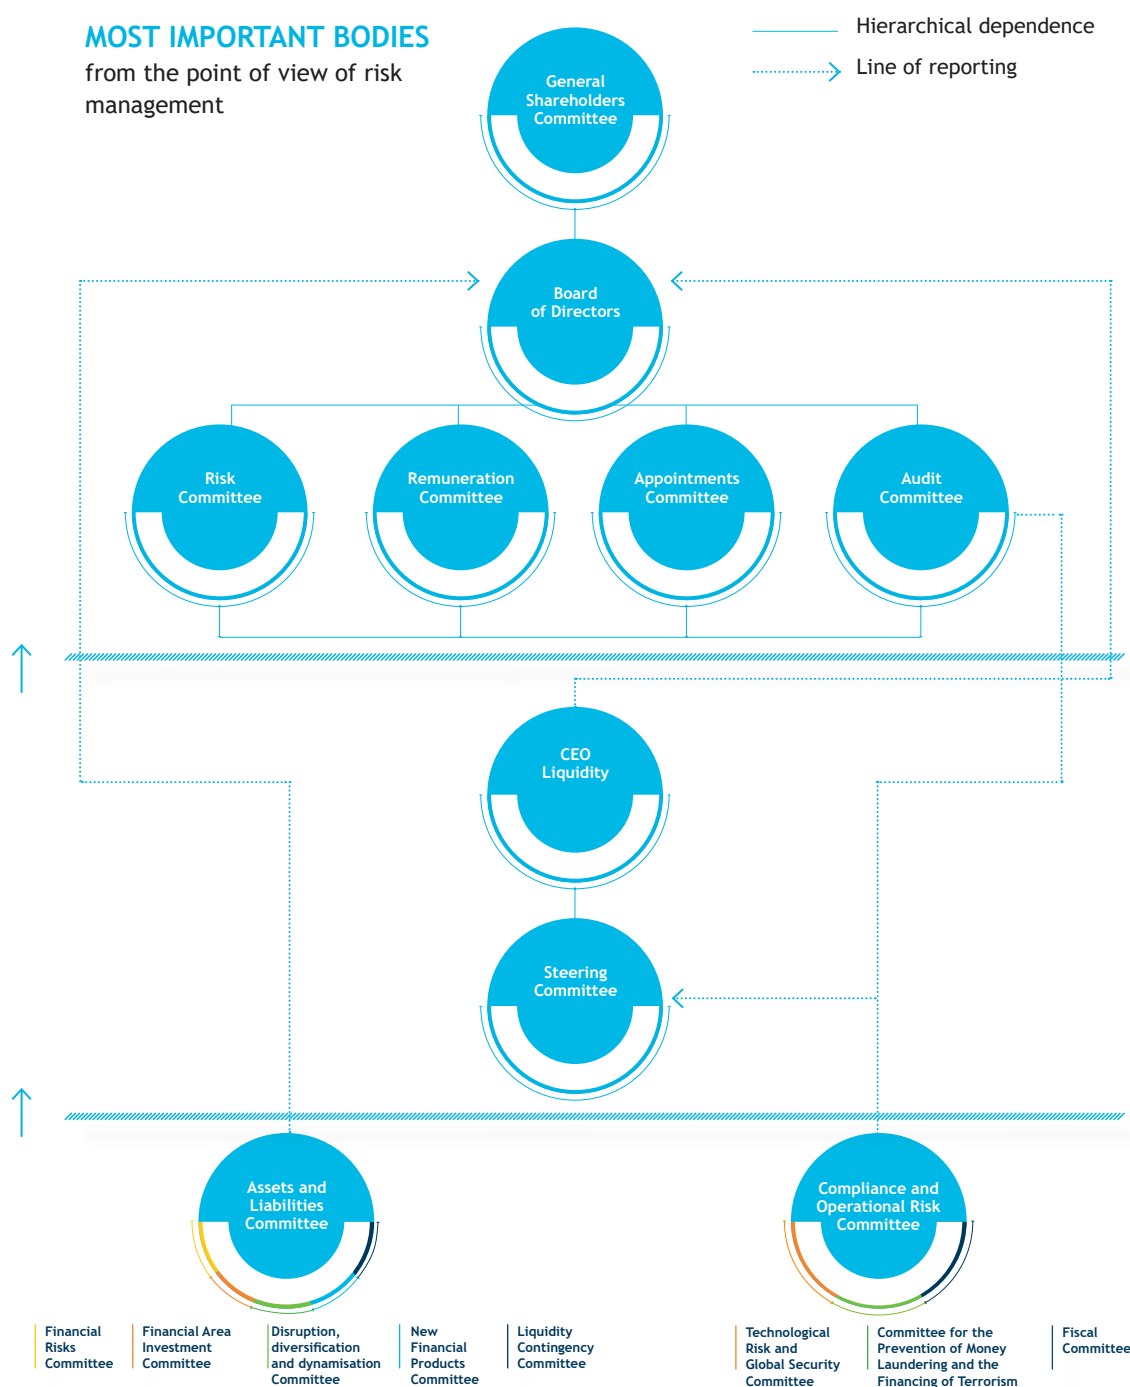 MOST IMPORTANT BODIES
from the point of view of risk
management
Hierarchical dependence
Line of reporting
General
Shareholders
Committee
Board
of Directors
Risk
Committee
Remuneration
Committee
Appointments
Committee
Audit
Committee
CEO
Liquidity
Steering
Committee
Assets and
Liabilities
Committee
Compliance and
Operational Risk
Committee
Financial
Risks
Committee
Financial Area
Investment
Committee
Disruption,
diversification
and dynamisation
Committee
New
Financial
Products
Committee
Liquidity
Contingency
Committee
Technological
Risk and
Global Security
Committee
Committee for the
Prevention of Money
Laundering and the
Financing of Terrorism
Fiscal
Committee